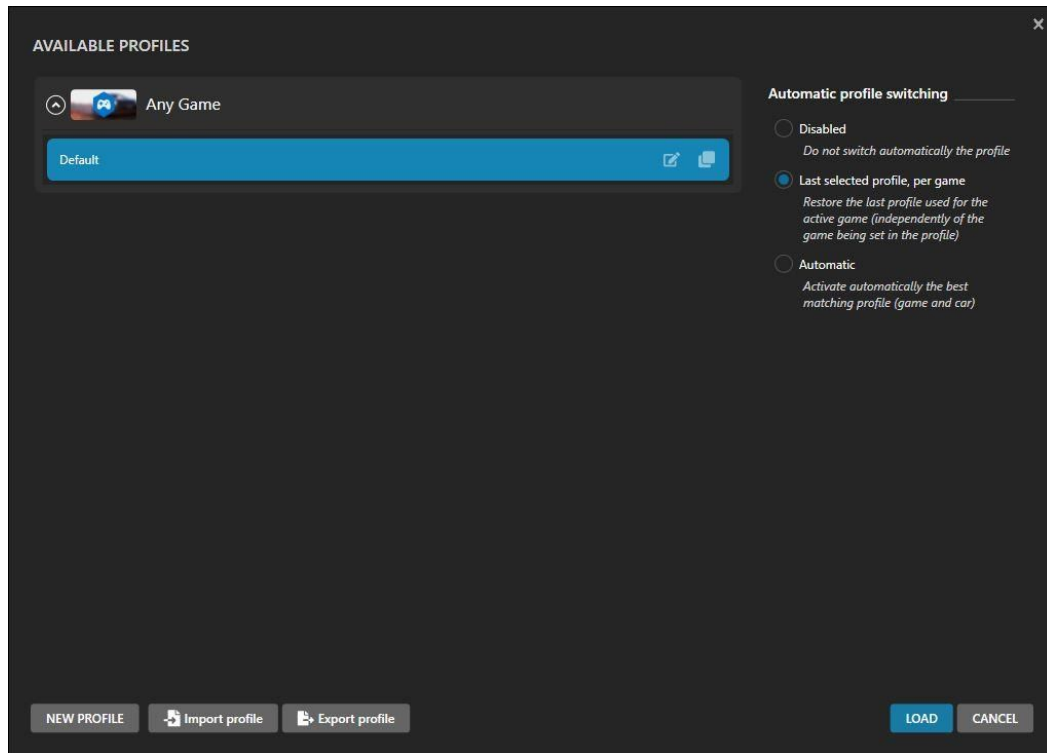 AVAILABLE PROFILES
Any Game
Default
Automatic profile switching
Disabled
Do not switch automatically the profile
Last selected profile, per game
Restore the last profile used for the
active game (independently of the
game being set in the profile)
Automatic
Activate automatically the best
matching profile (game and car)
NEW PROFILE
Import profile
Export profile
LOAD
CANCEL